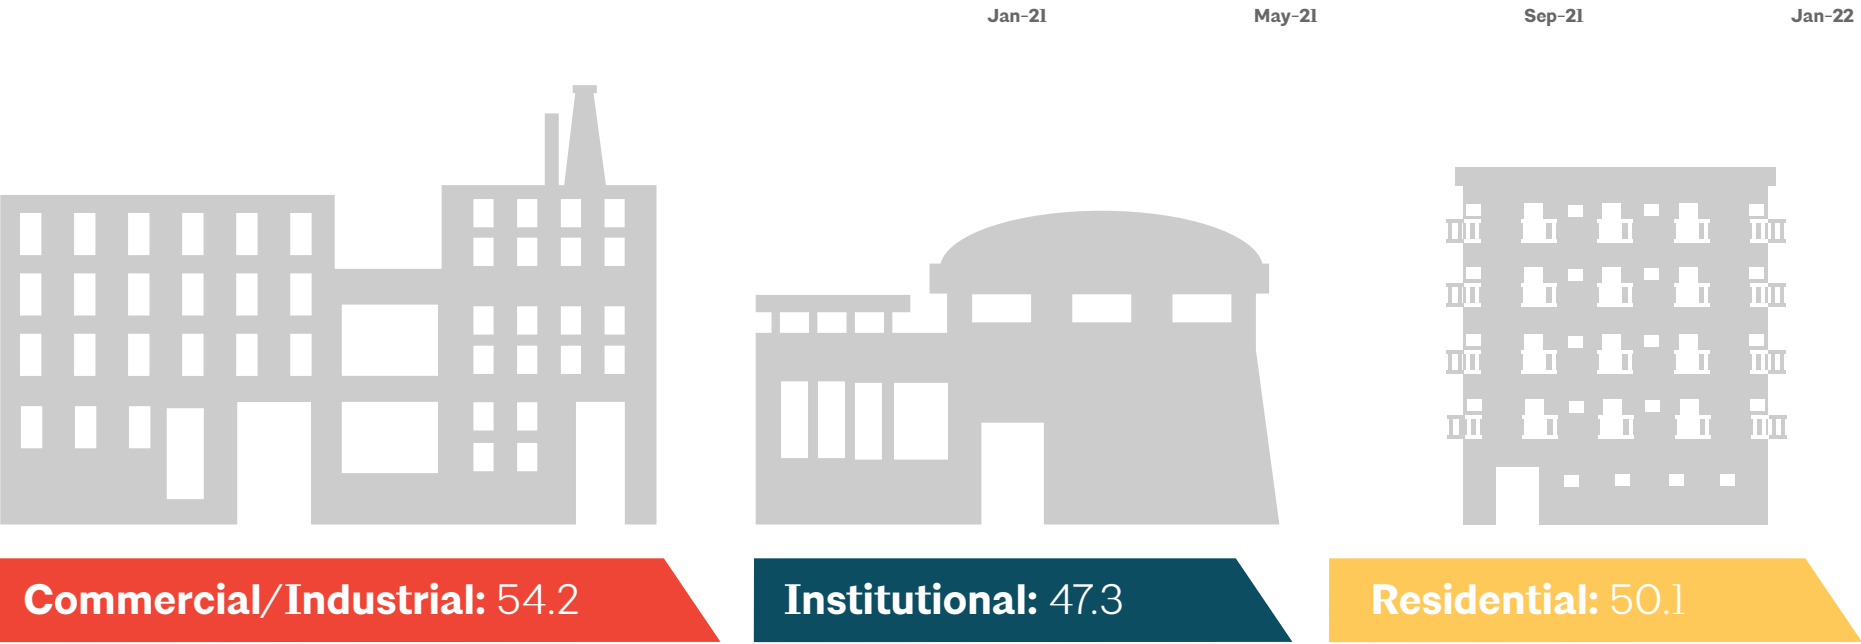 Jan-21 May-21 Sep-21 Jan-22
Commercial/Industrial: 54.2 Institutional: 47.3 Residential: 50.1